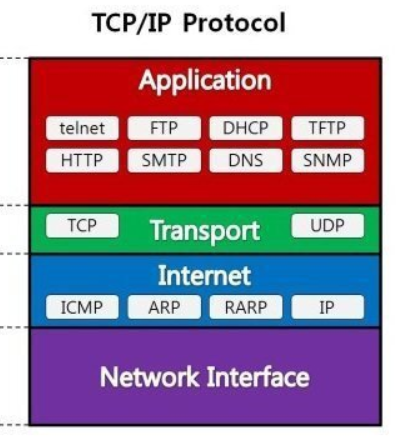 TCP/IP Protocol
Application
telnet FTP DHCP TFTP
HTTP SMTP DNS SNMP
TCP Transport UDP
Internet
ICMP ARP RARP IP
Network Interface